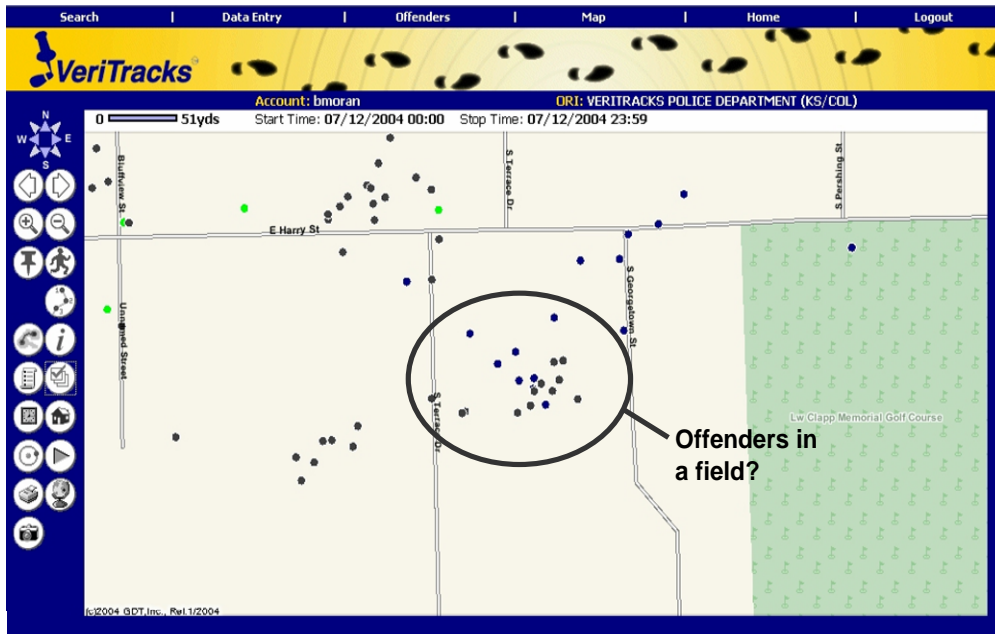 Search | Data Entry | Offenders | Map | Home | Logout
VeriTracks®
Account: bmoran ORI: VERITRACKS POLICE DEPARTMENT (KS/COL)
0 51yds Start Time: 07/12/2004 00:00 Stop Time: 07/12/2004 23:59
N
W E
S
Bluffview St
S Terrace Dr
S Pershing St
E Harry St
S Georgetown St
Unnamed Street
S Terrace Dr
Lw Clapp Memorial Golf Course
Offenders in
a field?
(c)2004 GDT,Inc., Rel.1/2004